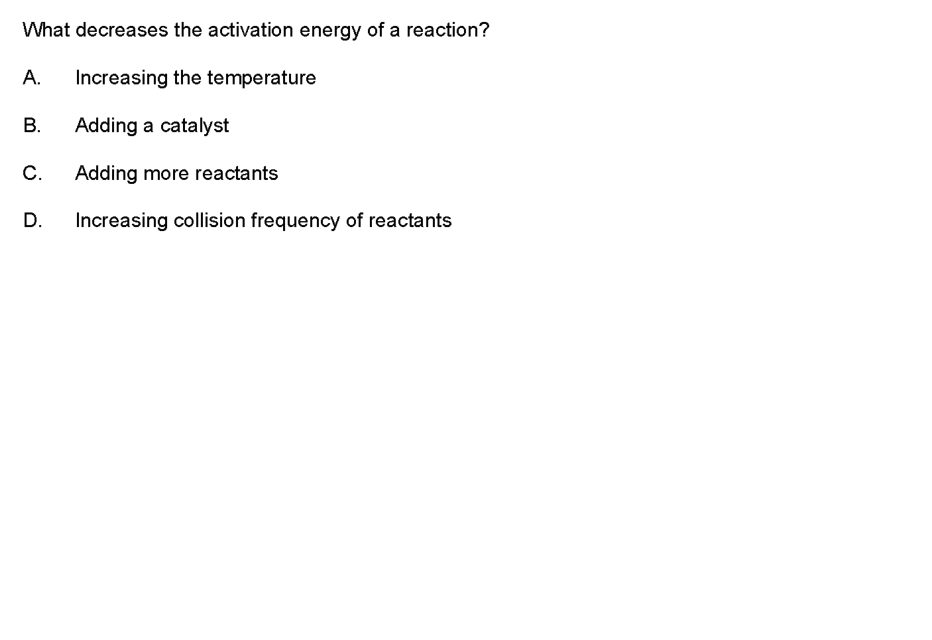 What decreases the activation energy of a reaction?
A. Increasing the temperature
B. Adding a catalyst
C. Adding more reactants
D. Increasing collision frequency of reactants